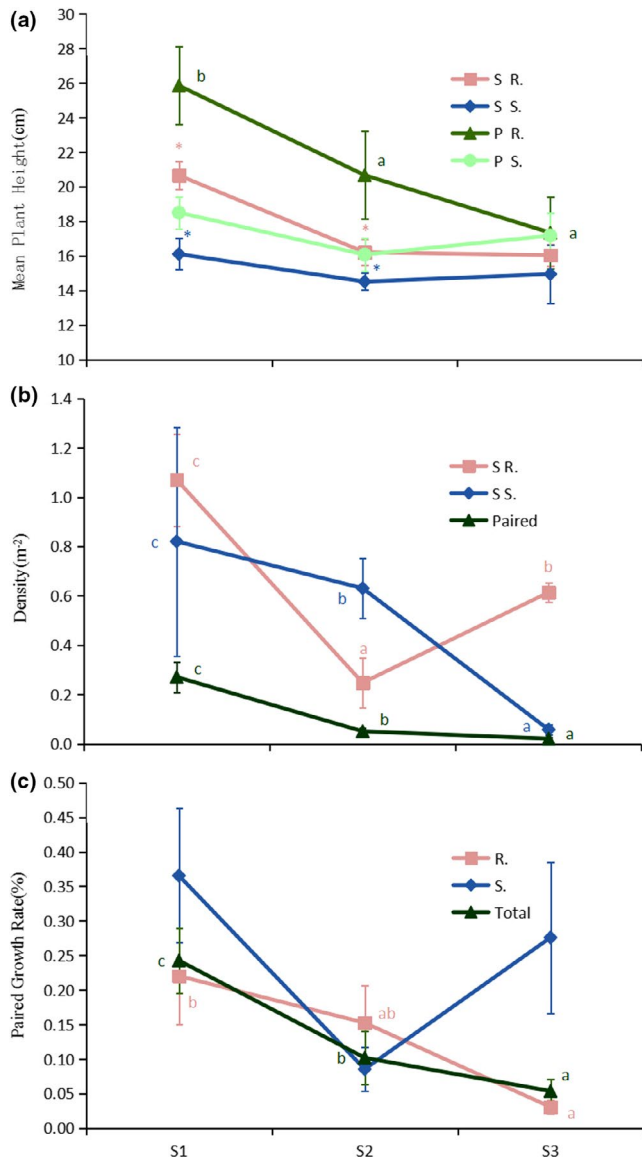 (a)
Mean Plant Height(cm)
30
28
26
24
22
20
18
16
14
12
10
S R.
S S.
P R.
P S.
b
*
*
a
*
*
a
(b)
Density (m-2)
1.4
1.2
1.0
0.8
0.6
0.4
0.2
0.0
S R.
S S.
Paired
c
c
c
b
a
b
b
a
a
(c)
Paired Growth Rate(%)
0.50
0.45
0.40
0.35
0.30
0.25
0.20
0.15
0.10
0.05
0.00
R.
S.
Total
c
b
ab
b
a
a
S1 S2 S3